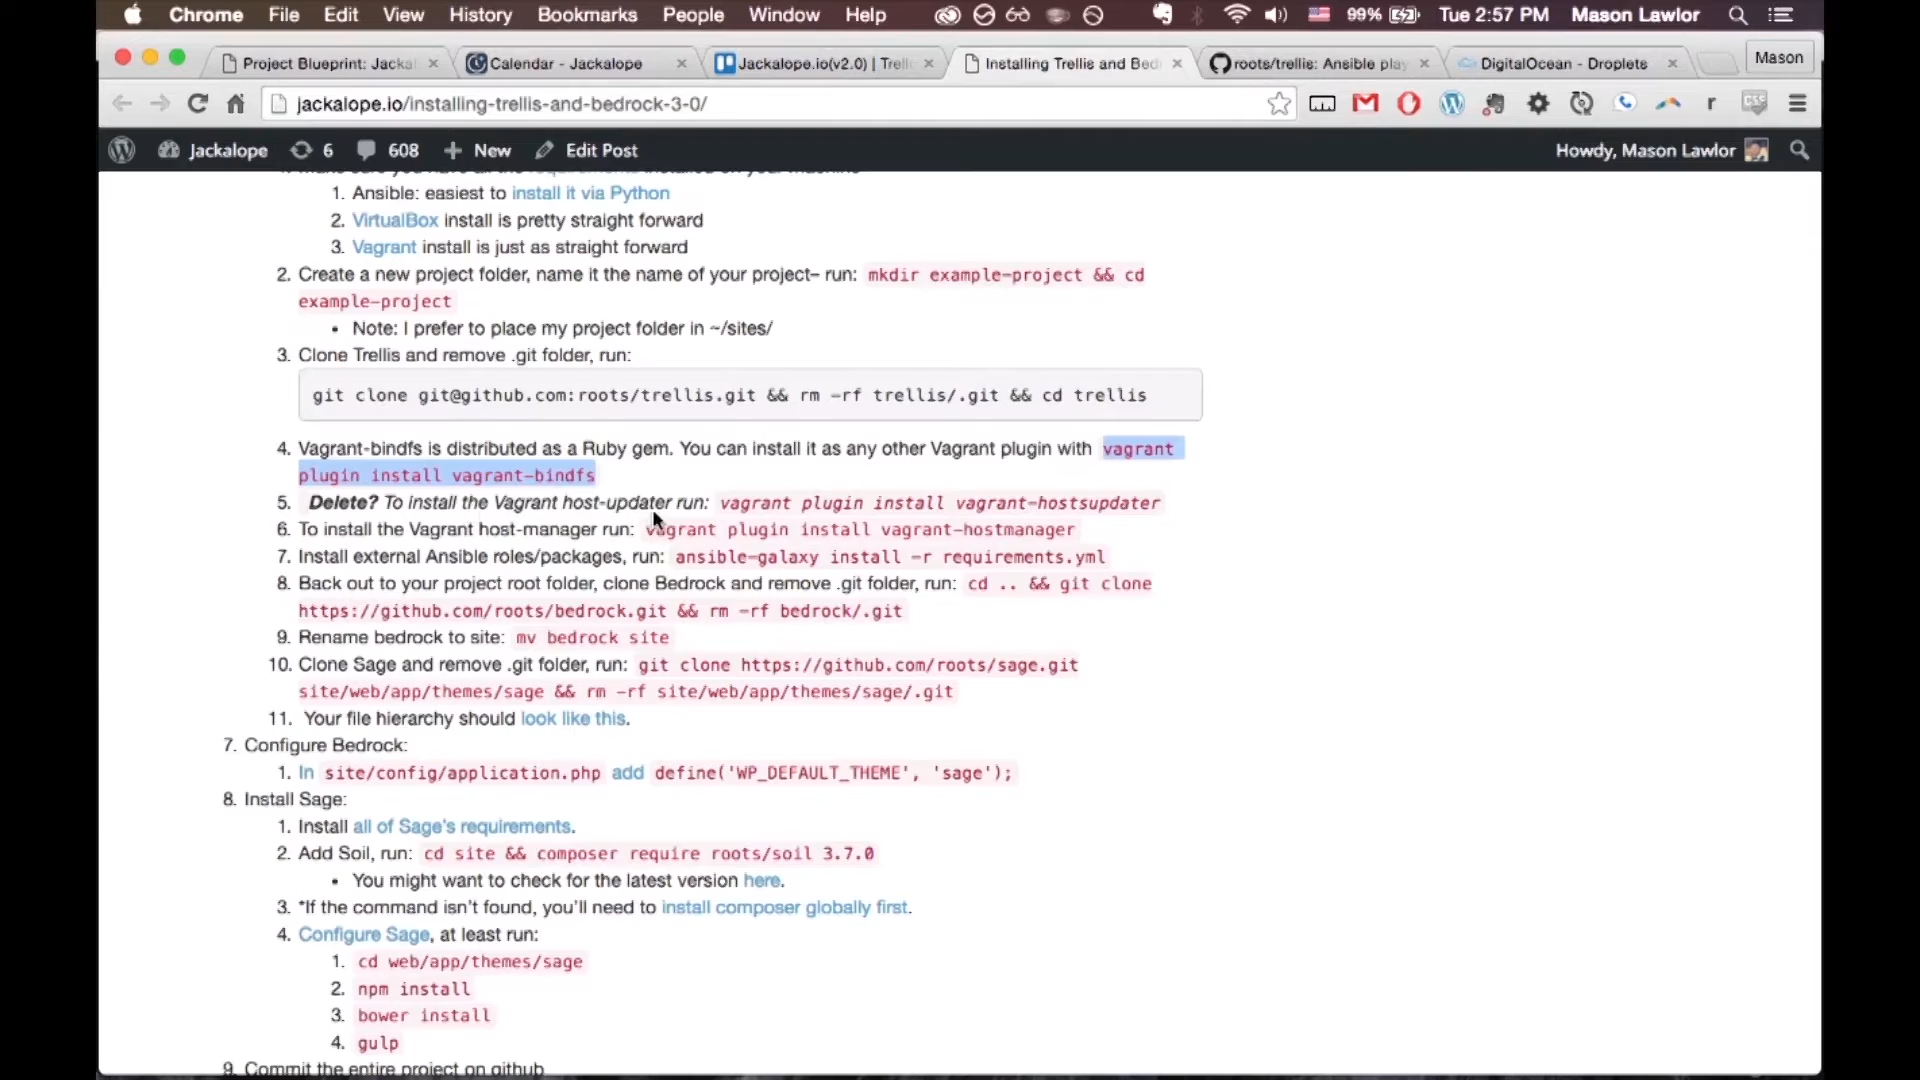 Chrome File Edit View History Bookmarks People Window Help 99% Tue 2:57 PM Mason Lawlor
Project Blueprint: Jacka Calendar - Jackalope Jackalope.io(v2.0) | Trell Installing Trellis and Bed roots/trellis: Ansible play DigitalOcean - Droplets Mason
jackalope.io/installing-trellis-and-bedrock-3-0/
Jackalope 6 608 New Edit Post Howdy, Mason Lawlor
1. Make sure you have all the requirements installed on your machine
1. Ansible: easiest to install it via Python
2. VirtualBox install is pretty straight forward
3. Vagrant install is just as straight forward
2. Create a new project folder, name it the name of your project– run: mkdir example-project && cd
example-project
• Note: I prefer to place my project folder in ~/sites/
3. Clone Trellis and remove .git folder, run:
git clone git@github.com:roots/trellis.git && rm -rf trellis/.git && cd trellis
4. Vagrant-bindfs is distributed as a Ruby gem. You can install it as any other Vagrant plugin with vagrant
plugin install vagrant-bindfs
5. Delete? To install the Vagrant host-updater run: vagrant plugin install vagrant-hostsupdater
6. To install the Vagrant host-manager run: vagrant plugin install vagrant-hostmanager
7. Install external Ansible roles/packages, run: ansible-galaxy install -r requirements.yml
8. Back out to your project root folder, clone Bedrock and remove .git folder, run: cd .. && git clone
https://github.com/roots/bedrock.git && rm -rf bedrock/.git
9. Rename bedrock to site: mv bedrock site
10. Clone Sage and remove .git folder, run: git clone https://github.com/roots/sage.git
site/web/app/themes/sage && rm -rf site/web/app/themes/sage/.git
11. Your file hierarchy should look like this.
7. Configure Bedrock:
1. In site/config/application.php add define('WP_DEFAULT_THEME', 'sage');
8. Install Sage:
1. Install all of Sage's requirements.
2. Add Soil, run: cd site && composer require roots/soil 3.7.0
• You might want to check for the latest version here.
3. *If the command isn't found, you'll need to install composer globally first.
4. Configure Sage, at least run:
1. cd web/app/themes/sage
2. npm install
3. bower install
4. gulp
9. Commit the entire project on github